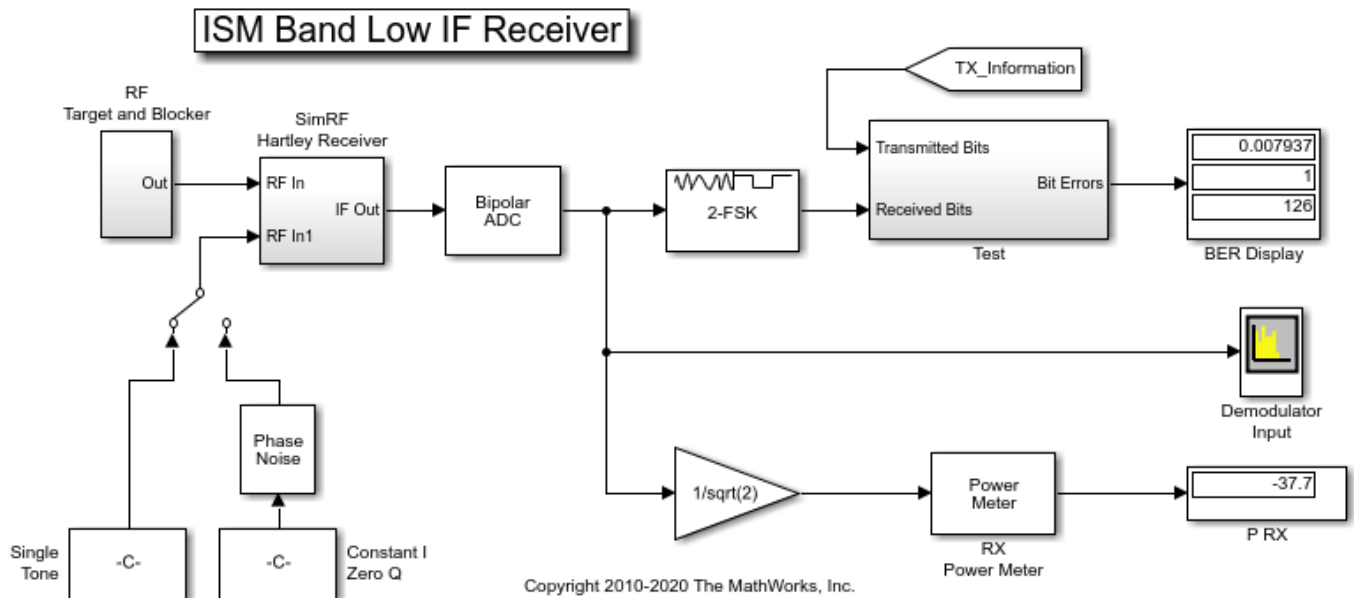 ISM Band Low IF Receiver
TX_Information
RF
Target and Blocker
Out
SimRF
Hartley Receiver
RF In
IF Out
RF In1
Bipolar
ADC
2-FSK
Transmitted Bits
Bit Errors
Received Bits
Test
0.007937
1
126
BER Display
Demodulator
Input
Phase
Noise
1/sqrt(2)
Power
Meter
RX
Power Meter
-37.7
P RX
Single
Tone
-C-
-C-
Constant I
Zero Q
Copyright 2010-2020 The MathWorks, Inc.